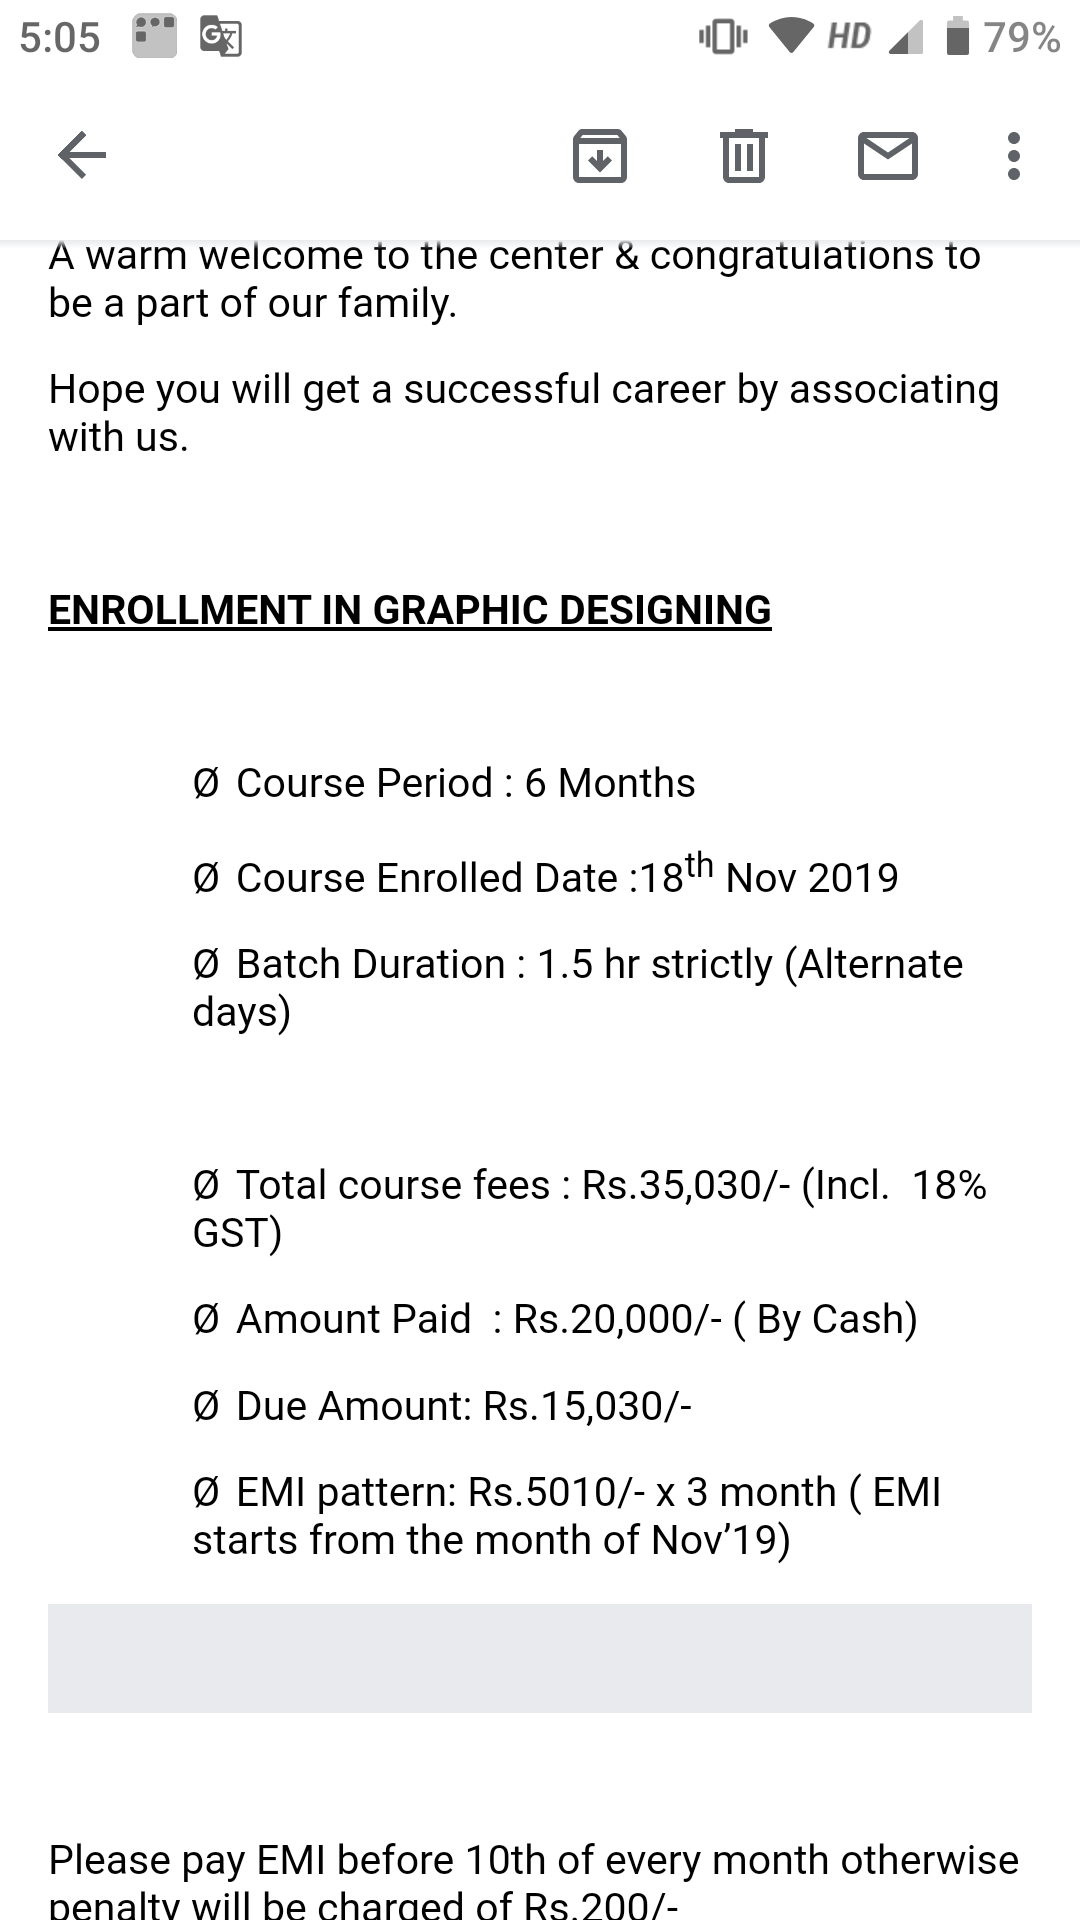 5:05 HD 79%
A warm welcome to the center & congratulations to
be a part of our family.
Hope you will get a successful career by associating
with us.
ENROLLMENT IN GRAPHIC DESIGNING
Ø Course Period : 6 Months
Ø Course Enrolled Date :18th Nov 2019
Ø Batch Duration : 1.5 hr strictly (Alternate
days)
Ø Total course fees : Rs.35,030/- (Incl.  18%
GST)
Ø Amount Paid  : Rs.20,000/- ( By Cash)
Ø Due Amount: Rs.15,030/-
Ø EMI pattern: Rs.5010/- x 3 month ( EMI
starts from the month of Nov’19)
Please pay EMI before 10th of every month otherwise
penalty will be charged of Rs.200/-